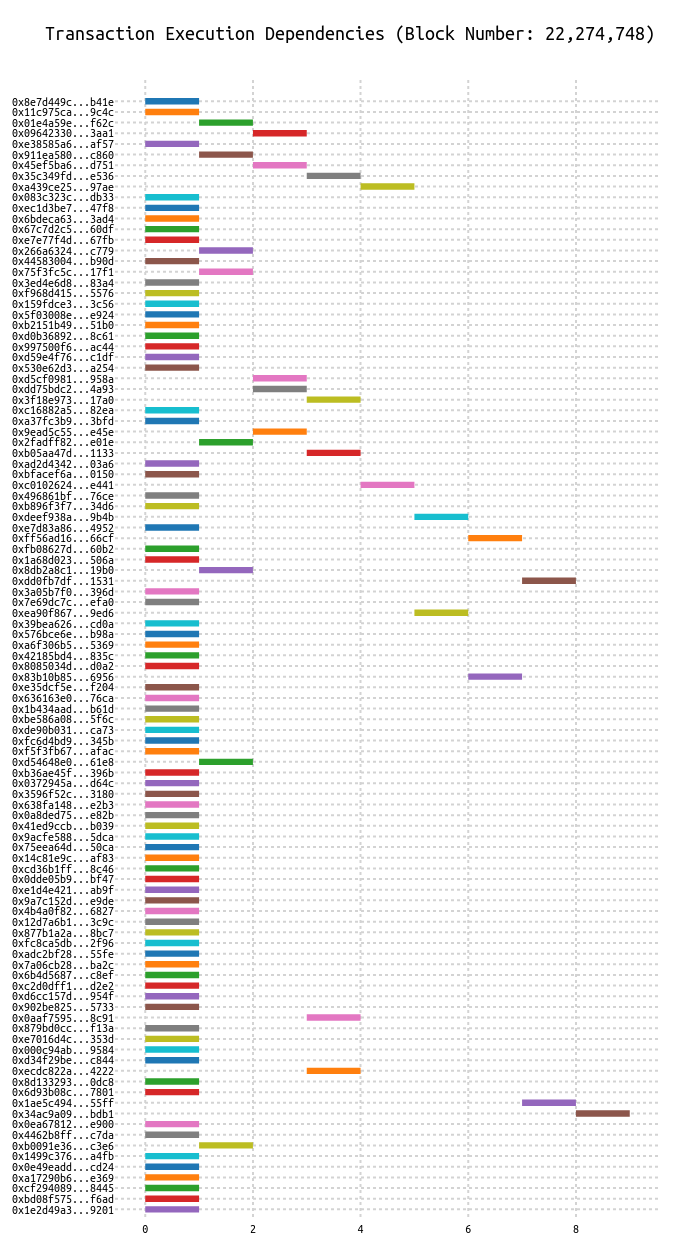 Transaction Execution Dependencies (Block Number: 22,274,748)
0x8e7d449c...b41e
0x11c975ca...9c4c
0x01e4a59e...f62c
0x09642330...3aa1
0xe38585a6...af57
0x911ea580...c860
0x45ef5ba6...d751
0x35c349fd...e536
0xa439ce25...97ae
0x083c323c...db33
0xec1d3be7...47f8
0x6bdeca63...3ad4
0x67c7d2c5...60df
0xe7e77f4d...67fb
0x266a6324...c779
0x44583004...b90d
0x75f3fc5c...17f1
0x3ed4e6d8...83a4
0xf968d415...5576
0x159fdce3...3c56
0x5f03008e...e924
0xb2151b49...51b0
0xd0b36892...8c61
0x997500f6...ac44
0xd59e4f76...c1df
0x530e62d3...a254
0xd5cf0981...958a
0xdd75bdc2...4a93
0x3f18e973...17a0
0xc16882a5...82ea
0xa37fc3b9...3bfd
0x9ead5c55...e45e
0x2fadff82...e01e
0xb05aa47d...1133
0xad2d4342...03a6
0xbfacef6a...0150
0xc0102624...e441
0x496861bf...76ce
0xb896f3f7...34d6
0xdeef938a...9b4b
0xe7d83a86...4952
0xff56ad16...66cf
0xfb08627d...60b2
0x1a68d023...506a
0x8db2a8c1...19b0
0xdd0fb7df...1531
0x3a05b7f0...396d
0x7e69dc7c...efa0
0xea90f867...9ed6
0x39bea626...cd0a
0x576bce6e...b98a
0xa6f306b5...5369
0x42185bd4...835c
0x8085034d...d0a2
0x83b10b85...6956
0xe35dcf5e...f204
0x636163e0...76ca
0x1b434aad...b61d
0xbe586a08...5f6c
0xde90b031...ca73
0xfc6d4bd9...345b
0xf5f3fb67...afac
0xd54648e0...61e8
0xb36ae45f...396b
0x0372945a...d64c
0x3596f52c...3180
0x638fa148...e2b3
0x0a8ded75...e82b
0x41ed9ccb...b039
0x9acfe588...5dca
0x75eea64d...50ca
0x14c81e9c...af83
0xcd36b1ff...8c46
0x0dde05b9...bf47
0xe1d4e421...ab9f
0x9a7c152d...e9de
0x4b4a0f82...6827
0x12d7a6b1...3c9c
0x877b1a2a...8bc7
0xfc8ca5db...2f96
0xadc2bf28...55fe
0x7a06cb28...ba2c
0x6b4d5687...c8ef
0xc2d0dff1...d2e2
0xd6cc157d...954f
0x902be825...5733
0x0aaf7595...8c91
0x879bd0cc...f13a
0xe7016d4c...353d
0x000c94ab...9584
0xd34f29be...c844
0xecdc822a...4222
0x8d133293...0dc8
0x6d93b08c...7801
0x1ae5c494...55ff
0x34ac9a09...bdb1
0x0ea67812...e900
0x4462b8ff...c7da
0xb0091e36...c3e6
0x1499c376...a4fb
0x0e49eadd...cd24
0xa17290b6...e369
0xcf294089...8445
0xbd08f575...f6ad
0x1e2d49a3...9201
0 2 4 6 8